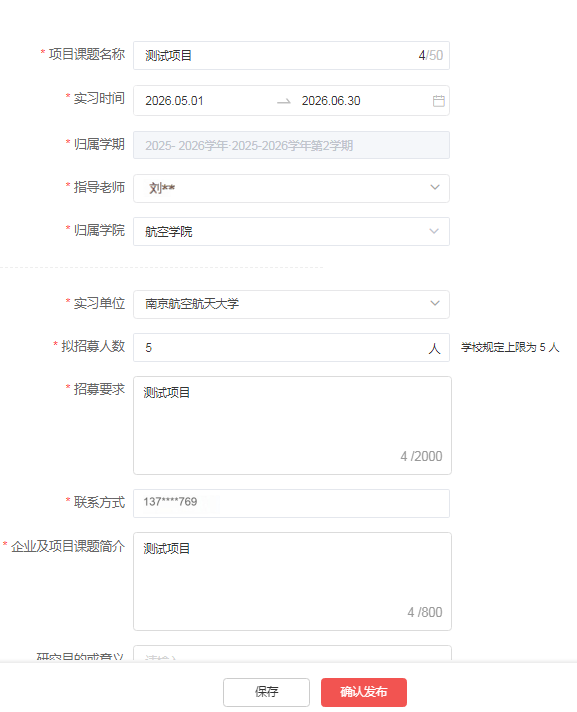 * 项目课题名称 测试项目 4/50
* 实习时间 2026.05.01 → 2026.06.30
* 归属学期 2025- 2026学年·2025-2026学年第2学期
* 指导老师 刘**
* 归属学院 航空学院
* 实习单位 南京航空航天大学
* 拟招募人数 5 人 学校规定上限为 5 人
* 招募要求 测试项目
4 /2000
* 联系方式 137****769
* 企业及项目课题简介 测试项目
4 /800
研究目的或意义 请输入
保存 确认发布